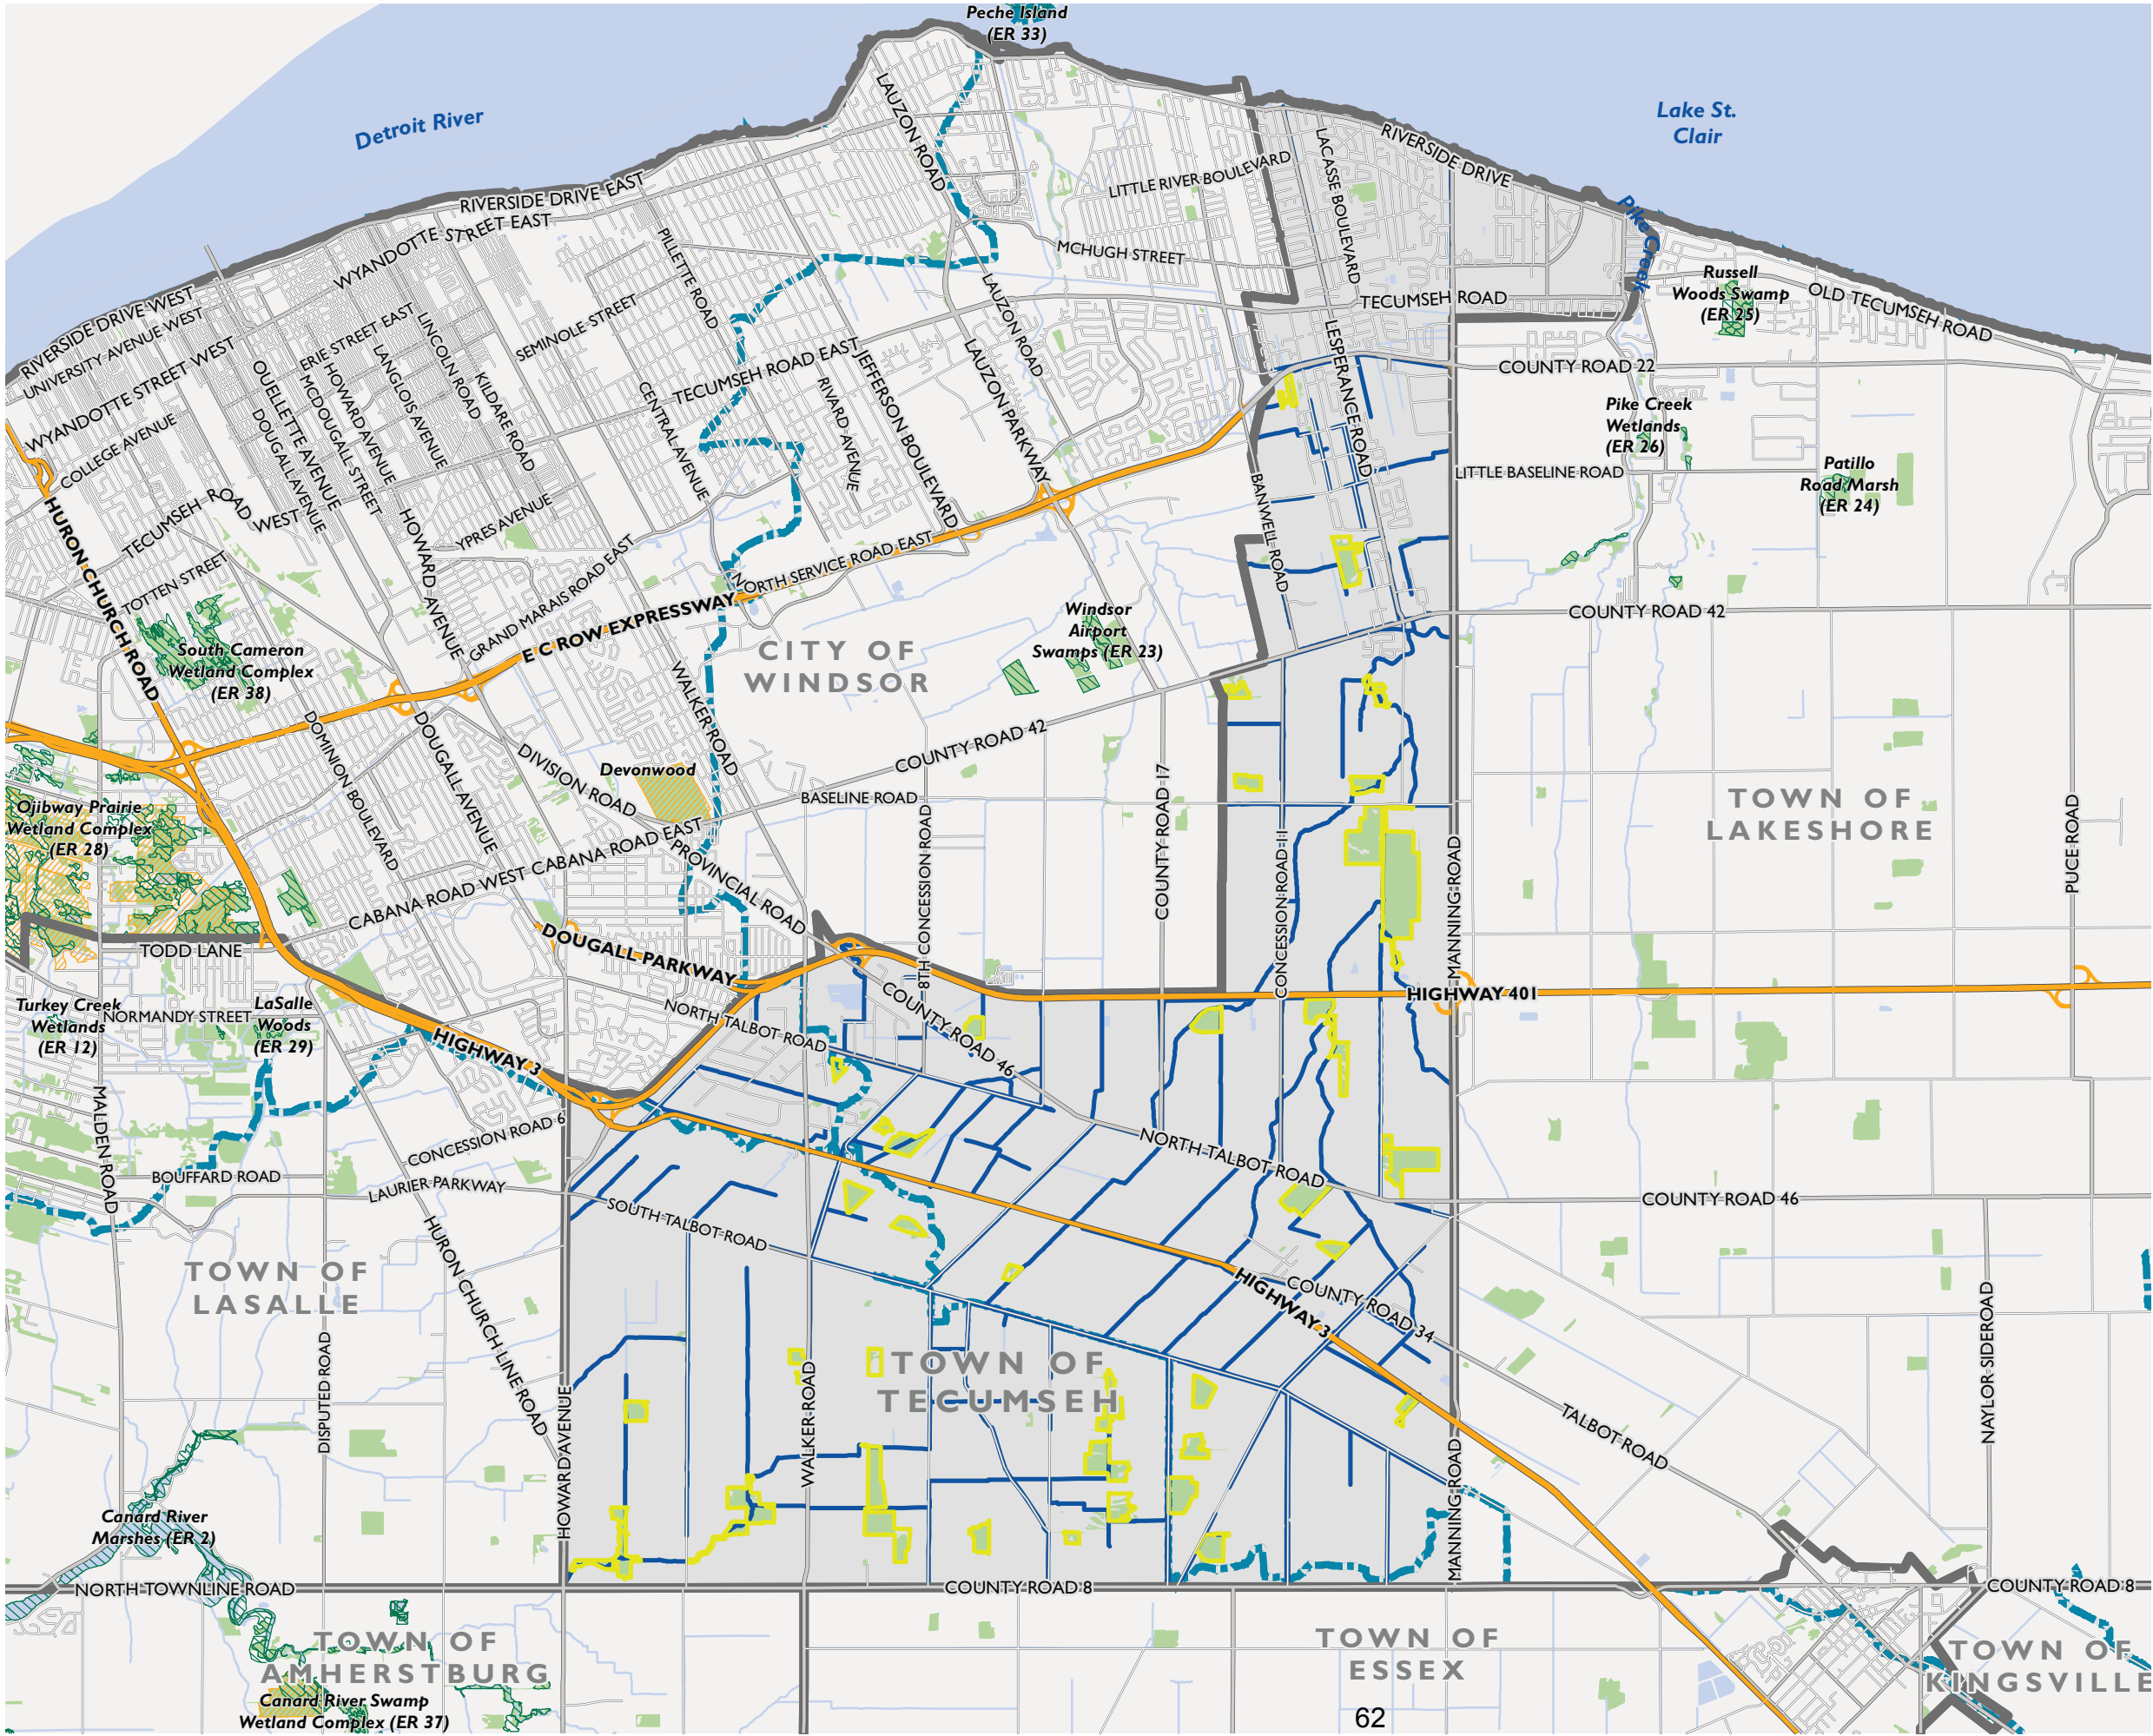 Peche Island
(ER 33)
Detroit River
Lake St.
Clair
LAUZON ROAD
RIVERSIDE DRIVE
LACASSE BOULEVARD
LITTLE RIVER BOULEVARD
RIVERSIDE DRIVE EAST
WYANDOTTE STREET EAST
PILLETTE ROAD
MCHUGH STREET
Pike Creek
Russell
Woods Swamp
(ER 25)
OLD TECUMSEH ROAD
TECUMSEH ROAD
LAUZON ROAD
RIVERSIDE DRIVE WEST
UNIVERSITY AVENUE WEST
WYANDOTTE STREET WEST
ERIE STREET EAST
LINCOLN ROAD
SEMINOLE STREET
LANGLOIS AVENUE
HOWARD AVENUE
MCDOUGALL STREET
OUELLETTE AVENUE
DOUGALL AVENUE
KILDARE ROAD
CENTRAL AVENUE
TECUMSEH ROAD EAST
RIVARD AVENUE
JEFFERSON BOULEVARD
LAUZON PARKWAY
LESPERANCE ROAD
COUNTY ROAD 22
Pike Creek
Wetlands
(ER 26)
LITTLE BASELINE ROAD
Patillo
Road Marsh
(ER 24)
COLLEGE AVENUE
TECUMSEH ROAD
WEST
HURON CHURCH ROAD
TOTTEN STREET
HOWARD AVENUE
YPRES AVENUE
GRAND MARAIS ROAD EAST
NORTH SERVICE ROAD EAST
E C ROW EXPRESSWAY
BANWELL ROAD
COUNTY ROAD 42
Windsor
Airport
Swamps (ER 23)
CITY OF
WINDSOR
South Cameron
Wetland Complex
(ER 38)
WALKER ROAD
DOMINION BOULEVARD
DOUGALL AVENUE
DIVISION ROAD
Devonwood
COUNTY ROAD 42
BASELINE ROAD
COUNTY ROAD 17
8TH CONCESSION ROAD
CONCESSION ROAD 11
MANNING ROAD
TOWN OF
LAKESHORE
PUCE ROAD
Ojibway Prairie
Wetland Complex
(ER 28)
CABANA ROAD WEST
CABANA ROAD EAST
PROVINCIAL ROAD
TODD LANE
DOUGALL PARKWAY
HIGHWAY 401
Turkey Creek
Wetlands
(ER 12)
NORMANDY STREET
LaSalle
Woods
(ER 29)
HIGHWAY 3
NORTH TALBOT ROAD
COUNTY ROAD 46
MALDEN ROAD
CONCESSION ROAD 6
BOUFFARD ROAD
LAURIER PARKWAY
NORTH TALBOT ROAD
COUNTY ROAD 46
SOUTH TALBOT ROAD
HURON CHURCH LINE ROAD
TOWN OF
LASALLE
DISPUTED ROAD
HIGHWAY 3
COUNTY ROAD 34
NAYLOR SIDEROAD
TOWN OF
TECUMSEH
WALKER ROAD
HOWARD AVENUE
TALBOT ROAD
MANNING ROAD
Canard River
Marshes (ER 2)
NORTH TOWNLINE ROAD
COUNTY ROAD 8
COUNTY ROAD 8
TOWN OF
AMHERSTBURG
TOWN OF
ESSEX
TOWN OF
KINGSVILLE
Canard River Swamp
Wetland Complex (ER 37)
62